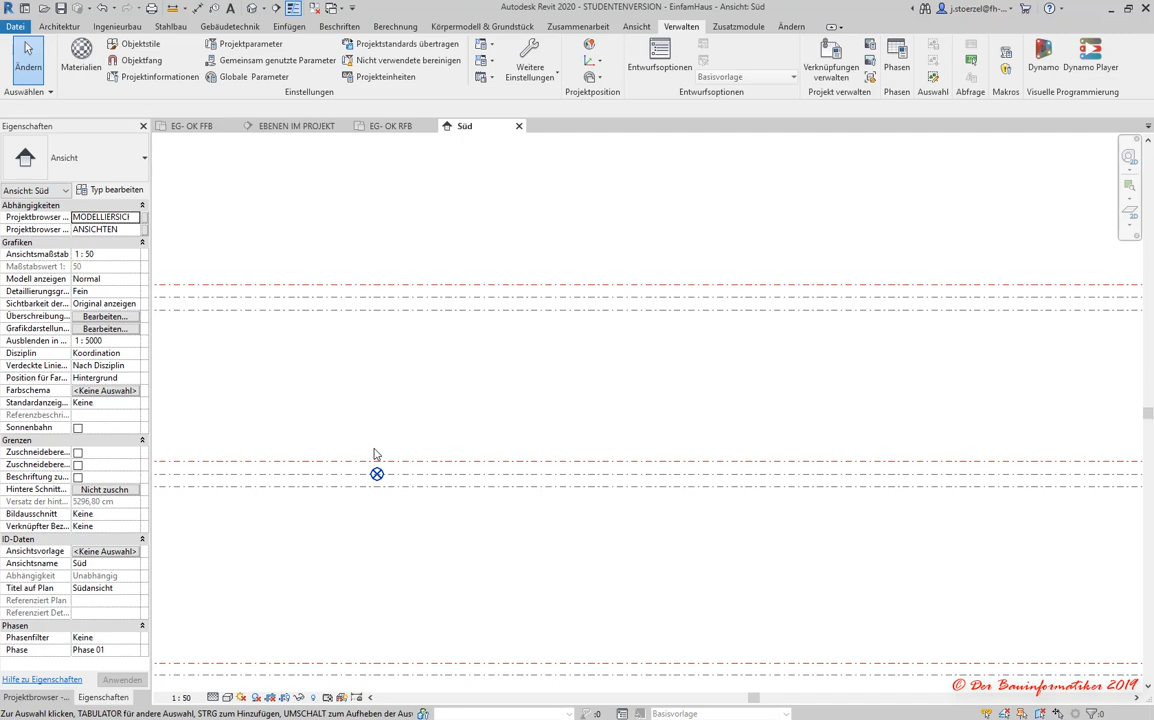 Autodesk Revit 2020 - STUDENTENVERSION - EinfamHaus - Ansicht: Süd
j.stoerzel@fh-...
Datei Architektur Ingenieurbau Stahlbau Gebäudetechnik Einfügen Beschriften Berechnung Körpermodell & Grundstück Zusammenarbeit Ansicht Verwalten Zusatzmodule Ändern
Ändern
Materialien
Objektstile
Objektfang
Projektinformationen
Projektparameter
Gemeinsam genutzte Parameter
Globale Parameter
Projektstandards übertragen
Nicht verwendete bereinigen
Projekteinheiten
Weitere
Einstellungen
Entwurfsoptionen
Basisvorlage
Verknüpfungen
verwalten
Phasen
Dynamo Dynamo Player
Auswählen Einstellungen Projektposition Entwurfsoptionen Projekt verwalten Phasen Auswahl Abfrage Makros Visuelle Programmierung
Eigenschaften
EG- OK FFB EBENEN IM PROJEKT EG- OK RFB Süd
Ansicht
Ansicht: Süd Typ bearbeiten
Abhängigkeiten
Projektbrowser ... MODELLIERSICH
Projektbrowser ... ANSICHTEN
Grafiken
Ansichtsmaßstab 1 : 50
Maßstabswert 1: 50
Modell anzeigen Normal
Detaillierungsgr... Fein
Sichtbarkeit der... Original anzeigen
Überschreibung... Bearbeiten...
Grafikdarstellun... Bearbeiten...
Ausblenden in ... 1 : 5000
Disziplin Koordination
Verdeckte Linie... Nach Disziplin
Position für Far... Hintergrund
Farbschema <Keine Auswahl>
Standardanzeig... Keine
Referenzbeschri...
Sonnenbahn
Grenzen
Zuschneidebere...
Zuschneidebere...
Beschriftung zu...
Hintere Schnitt... Nicht zuschn
Versatz der hint... 5296,80 cm
Bildausschnitt Keine
Verknüpfter Bez... Keine
ID-Daten
Ansichtsvorlage <Keine Auswahl>
Ansichtsname Süd
Abhängigkeit Unabhängig
Titel auf Plan Südansicht
Referenziert Plan
Referenziert Det...
Phasen
Phasenfilter Keine
Phase Phase 01
Hilfe zu Eigenschaften Anwenden
Projektbrowser -... Eigenschaften
1 : 50
© Der Bauinformatiker 2019
Zur Auswahl klicken, TABULATOR für andere Auswahl, STRG zum Hinzufügen, UMSCHALT zum Aufheben der Aus
:0 Basisvorlage :0